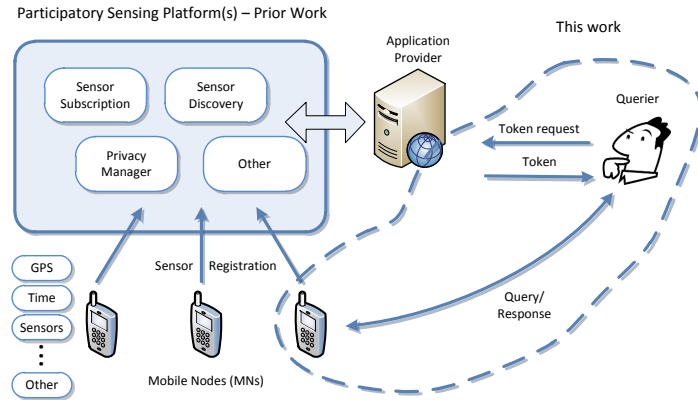 Participatory Sensing Platform(s) – Prior Work
This work
Application
Provider
Querier
Sensor
Subscription
Sensor
Discovery
Privacy
Manager
Other
Token request
Token
GPS
Time
Sensors
Other
Sensor Registration
Query/
Response
Mobile Nodes (MNs)